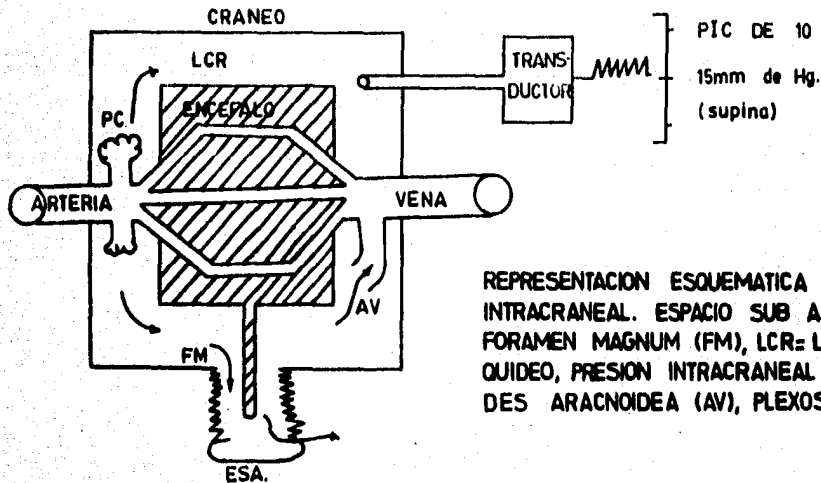 CRANEO
LCR
ENCEFALO
PC
ARTERIA
VENA
AV
FM
ESA.
TRANS-
DUCTOR
PIC DE 10
15mm de Hg.
(supina)
REPRESENTACION ESQUEMATICA
INTRACRANEAL. ESPACIO SUB A
FORAMEN MAGNUM (FM), LCR= L
QUIDEO, PRESION INTRACRANEAL
DES ARACNOIDEA (AV), PLEXOS